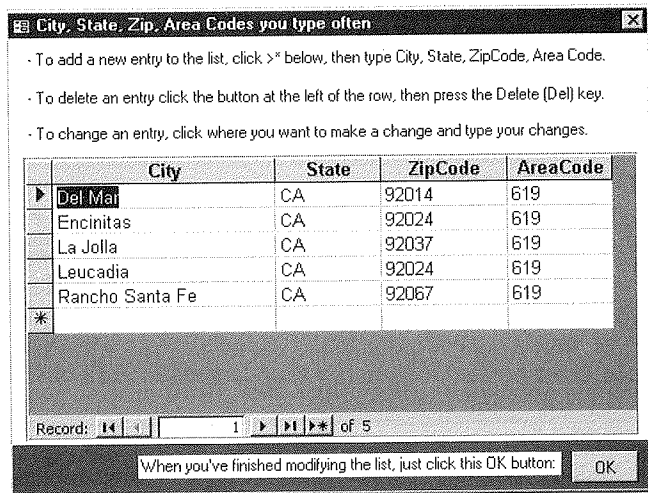 City, State, Zip, Area Codes you type often
- To add a new entry to the list, click >* below, then type City, State, ZipCode, Area Code.
- To delete an entry click the button at the left of the row, then press the Delete (Del) key.
- To change an entry, click where you want to make a change and type your changes.
City State ZipCode AreaCode
Del Mar CA 92014 619
Encinitas CA 92024 619
La Jolla CA 92037 619
Leucadia CA 92024 619
Rancho Santa Fe CA 92067 619
Record: 1 of 5
When you've finished modifying the list, just click this OK button: OK